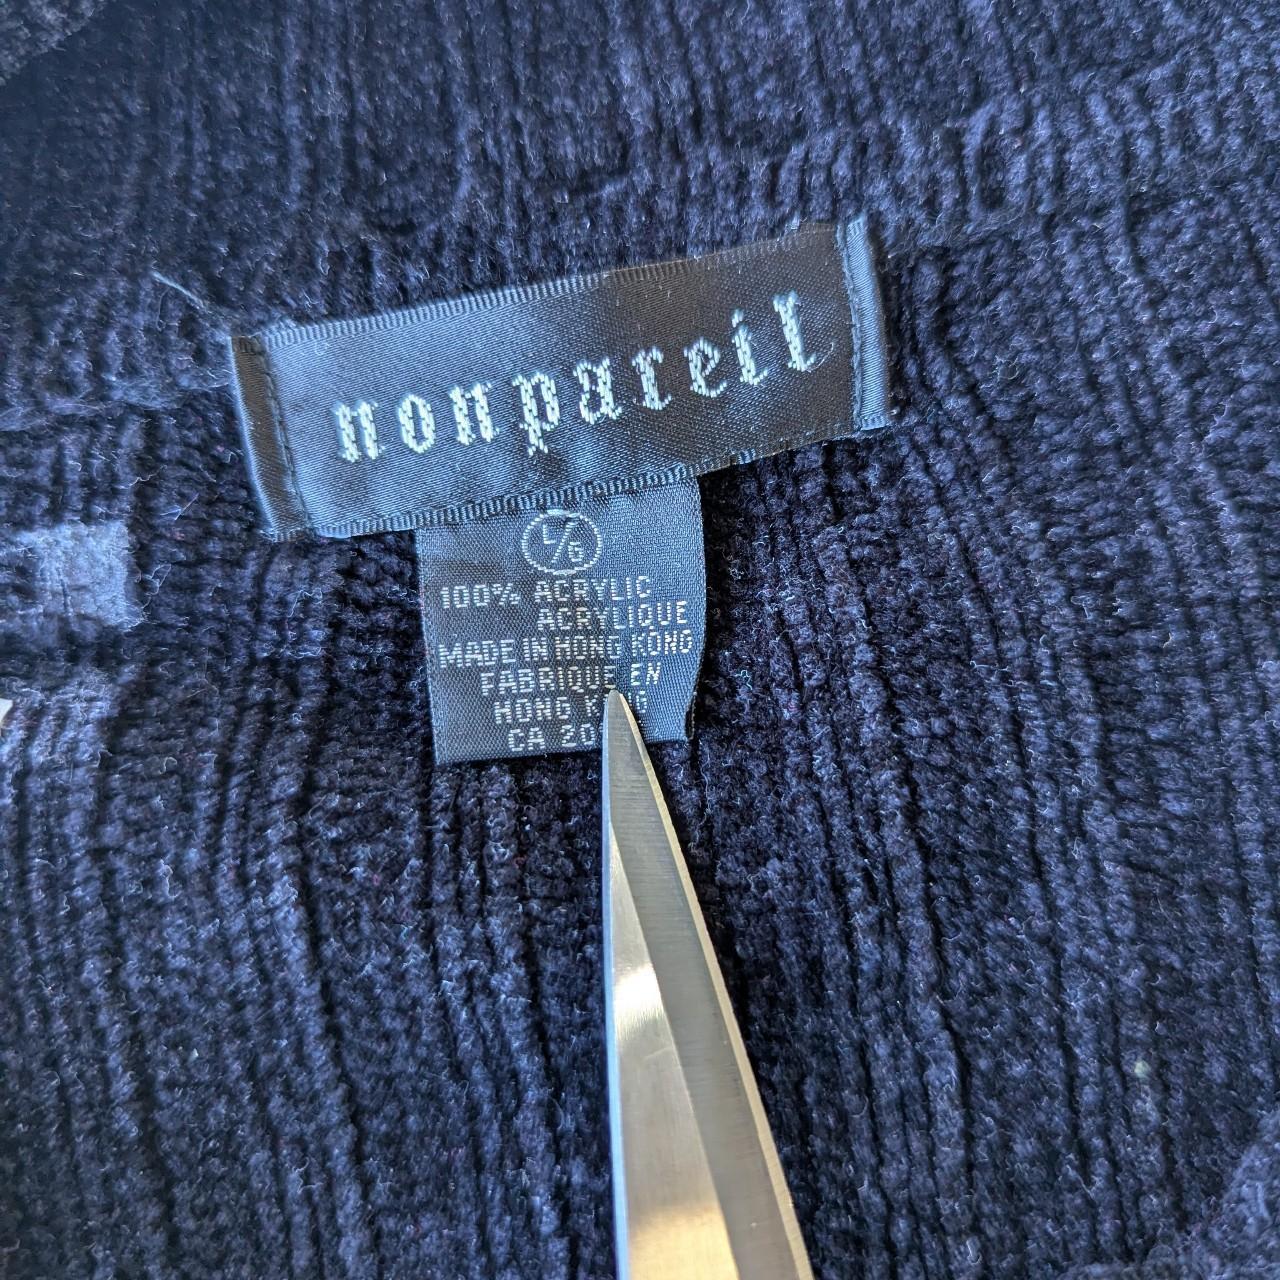 nonpareil
L/G
100% ACRYLIC
ACRYLIQUE
MADE IN HONG KONG
FABRIQUE EN
HONG
CA